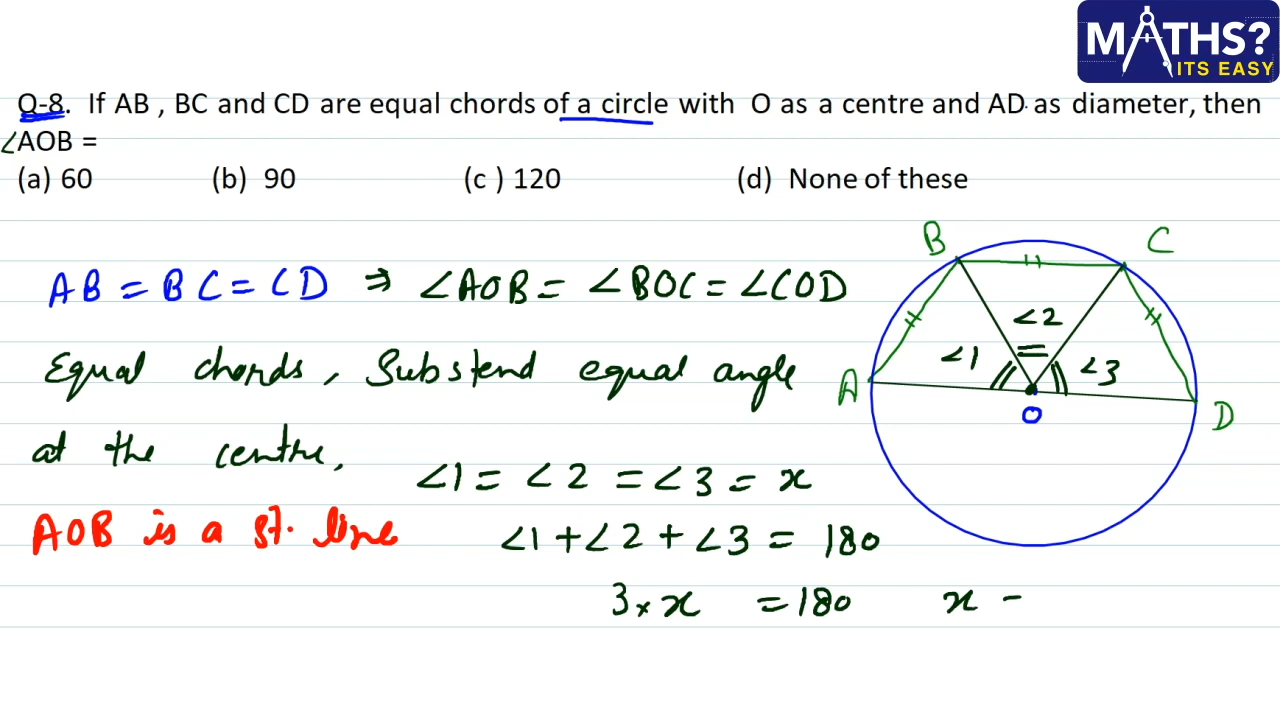 MATHS?
ITS EASY
Q-8. If AB , BC and CD are equal chords of a circle with O as a centre and AD as diameter, then
∠AOB =
(a) 60 (b) 90 (c ) 120 (d) None of these
AB = BC = CD ⇒ ∠AOB = ∠BOC = ∠COD
Equal chords, Substend equal angle
at the centre,
∠1 = ∠2 = ∠3 = x
AOB is a st. line
∠1 + ∠2 + ∠3 = 180
3 × x = 180 x =
B
C
∠2
∠1
∠3
A
O
D